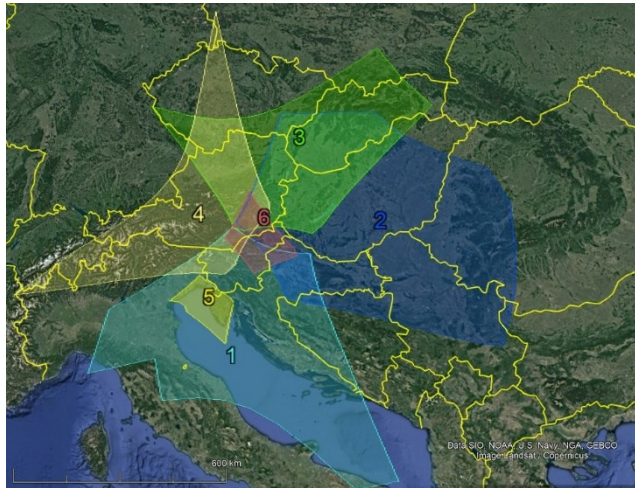 3
4
6
2
5
1
Data SIO, NOAA, U.S. Navy, NGA, GEBCO
Image Landsat / Copernicus
600 km